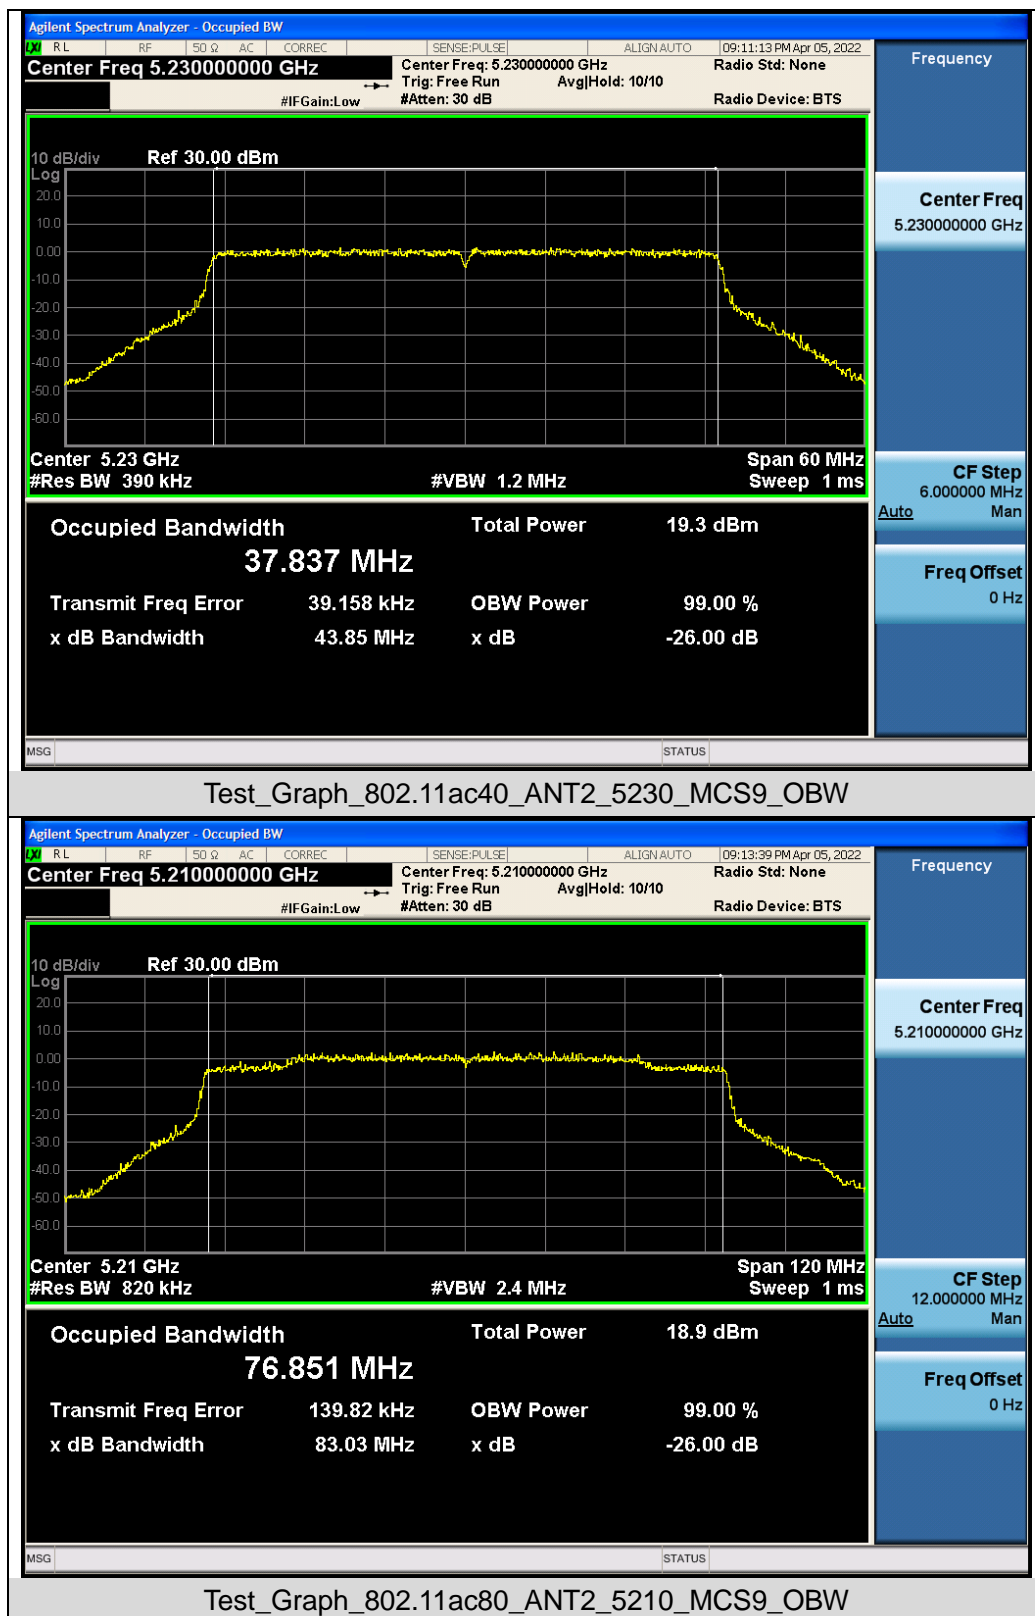 Agilent Spectrum Analyzer - Occupied BW
LXI RL RF 50 Ω AC CORREC SENSE:PULSE ALIGN AUTO 09:11:13 PM Apr 05, 2022
Center Freq 5.230000000 GHz Center Freq: 5.230000000 GHz Radio Std: None Frequency
Trig: Free Run Avg|Hold: 10/10
#IFGain:Low #Atten: 30 dB Radio Device: BTS
10 dB/div Ref 30.00 dBm
Log
20.0
10.0
0.00
-10.0
-20.0
-30.0
-40.0
-50.0
-60.0
Center Freq
5.230000000 GHz
Center 5.23 GHz Span 60 MHz
#Res BW 390 kHz #VBW 1.2 MHz Sweep 1 ms
CF Step
6.000000 MHz
Auto Man
Occupied Bandwidth Total Power 19.3 dBm
37.837 MHz
Freq Offset
0 Hz
Transmit Freq Error 39.158 kHz OBW Power 99.00 %
x dB Bandwidth 43.85 MHz x dB -26.00 dB
MSG STATUS
Test_Graph_802.11ac40_ANT2_5230_MCS9_OBW
Agilent Spectrum Analyzer - Occupied BW
LXI RL RF 50 Ω AC CORREC SENSE:PULSE ALIGN AUTO 09:13:39 PM Apr 05, 2022
Center Freq 5.210000000 GHz Center Freq: 5.210000000 GHz Radio Std: None Frequency
Trig: Free Run Avg|Hold: 10/10
#IFGain:Low #Atten: 30 dB Radio Device: BTS
10 dB/div Ref 30.00 dBm
Log
20.0
10.0
0.00
-10.0
-20.0
-30.0
-40.0
-50.0
-60.0
Center Freq
5.210000000 GHz
Center 5.21 GHz Span 120 MHz
#Res BW 820 kHz #VBW 2.4 MHz Sweep 1 ms
CF Step
12.000000 MHz
Auto Man
Occupied Bandwidth Total Power 18.9 dBm
76.851 MHz
Freq Offset
0 Hz
Transmit Freq Error 139.82 kHz OBW Power 99.00 %
x dB Bandwidth 83.03 MHz x dB -26.00 dB
MSG STATUS
Test_Graph_802.11ac80_ANT2_5210_MCS9_OBW